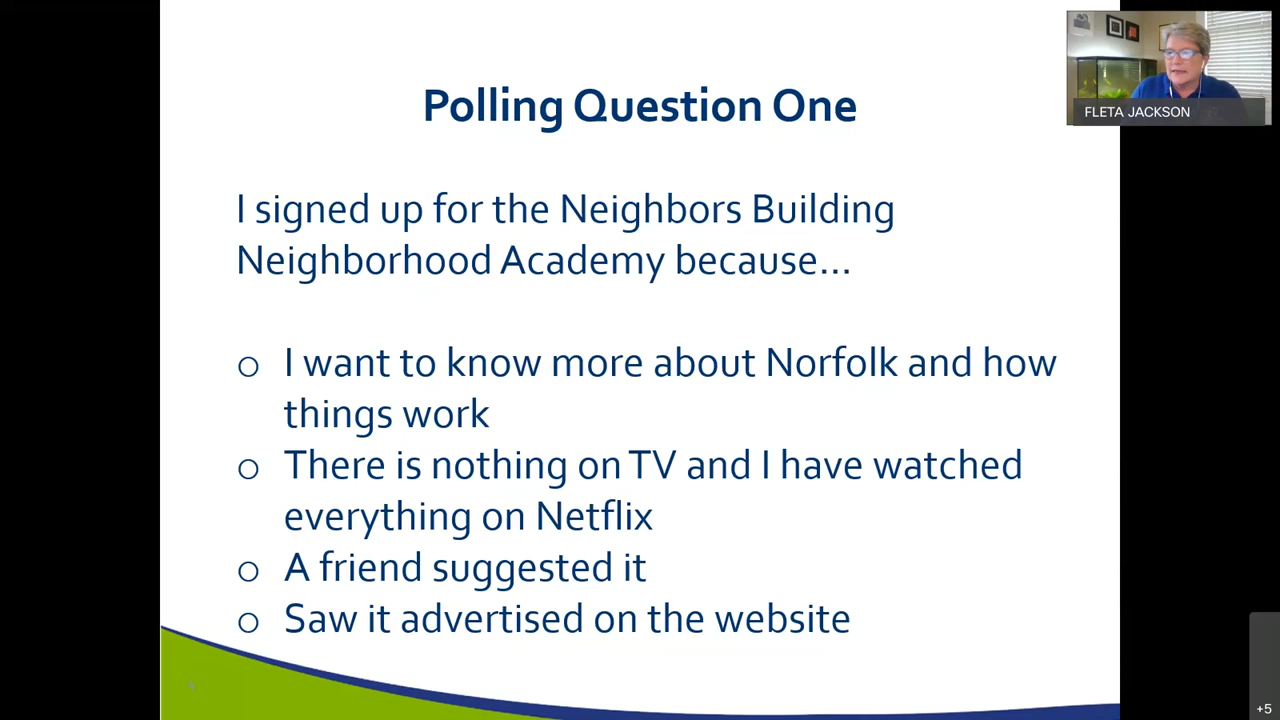 Polling Question One
FLETA JACKSON
I signed up for the Neighbors Building
Neighborhood Academy because...
o I want to know more about Norfolk and how
things work
o There is nothing on TV and I have watched
everything on Netflix
o A friend suggested it
o Saw it advertised on the website
+5